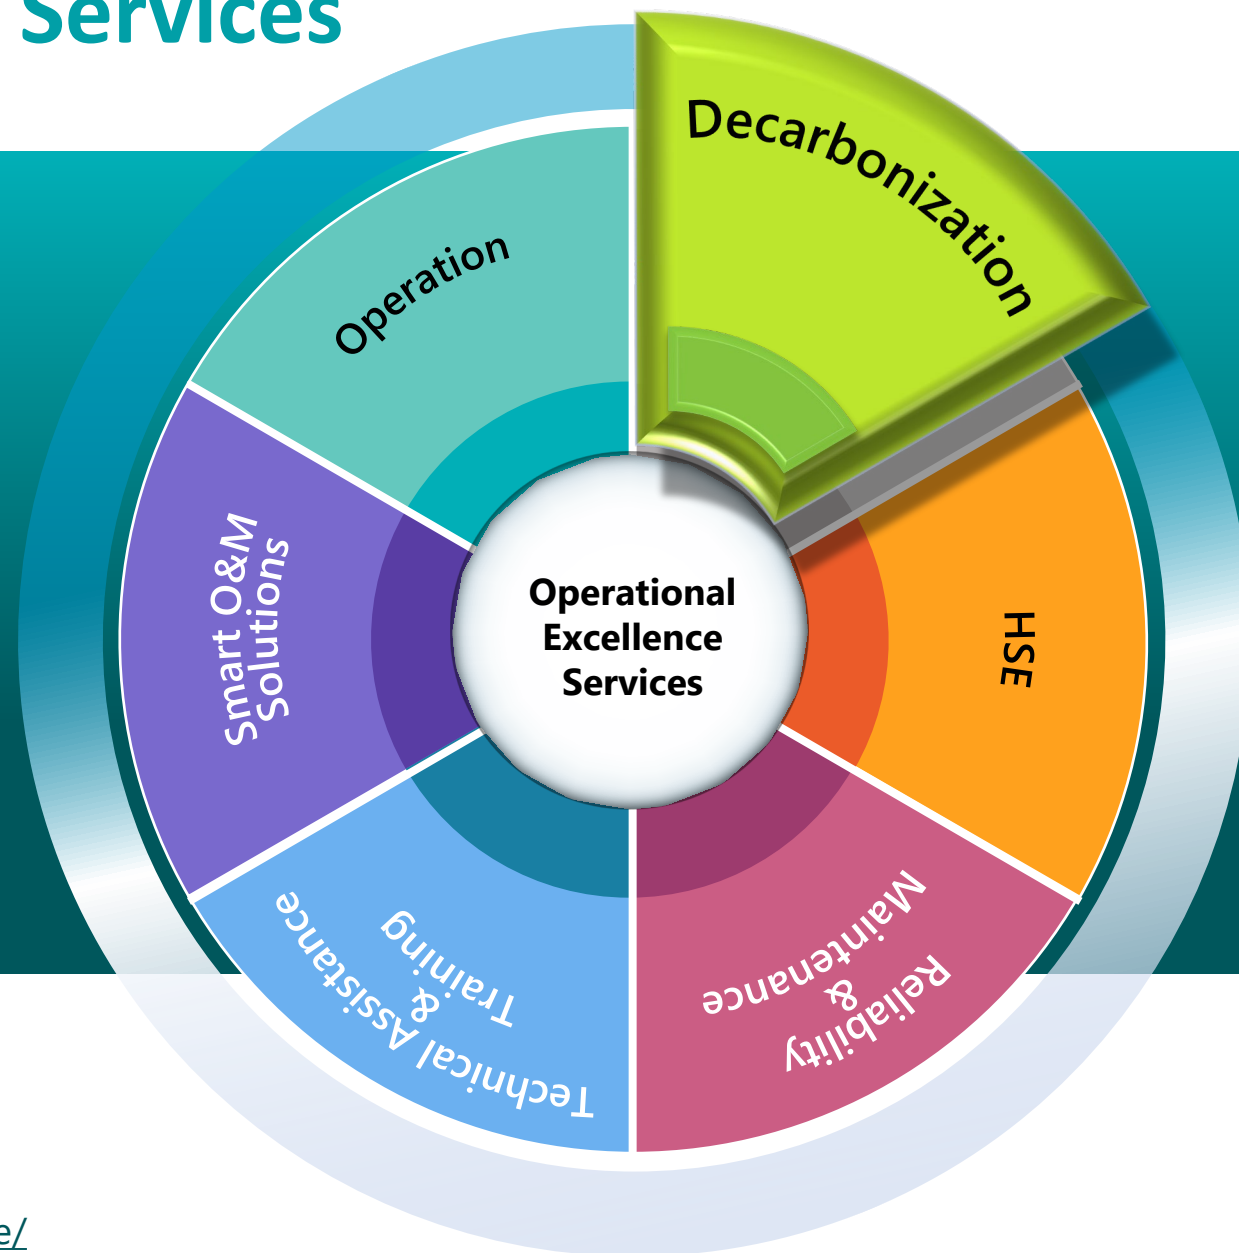 Services
Decarbonization
Operation
HSE
Smart O&M
Solutions
Operational
Excellence
Services
Reliability
&
Maintenance
Technical Assistance
&
Training
e/